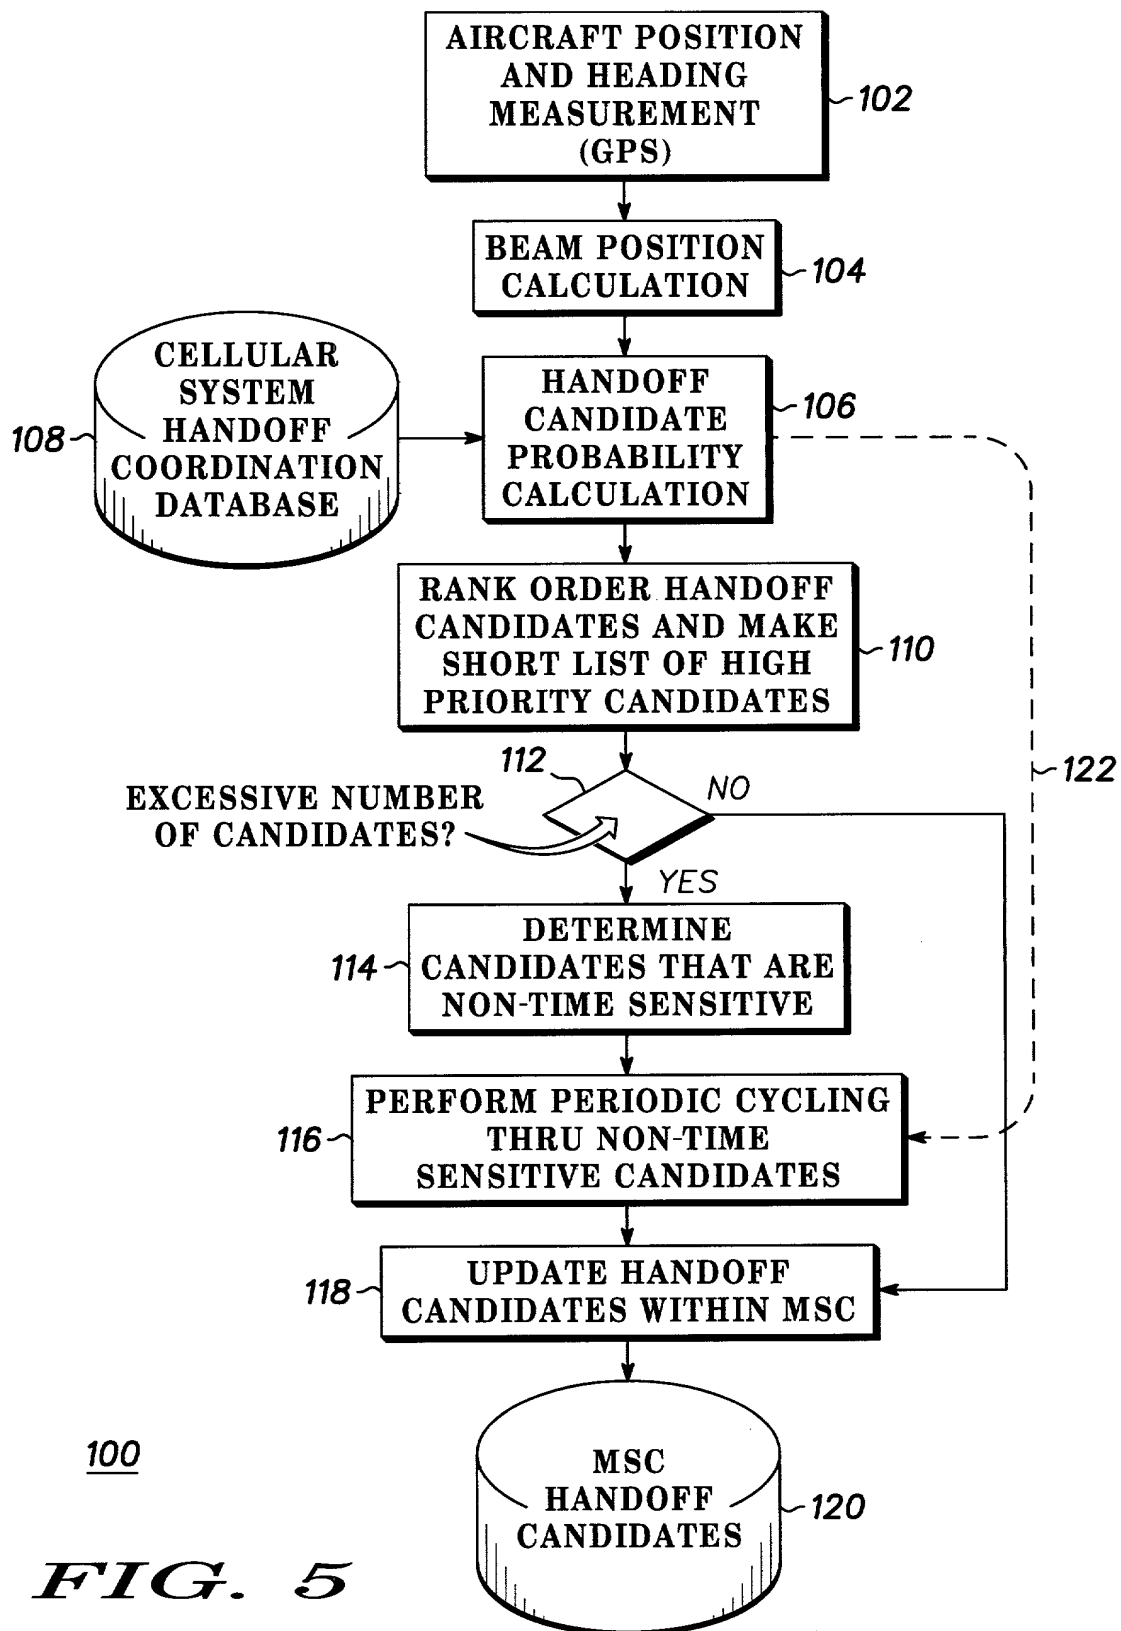 AIRCRAFT POSITION
AND HEADING
MEASUREMENT
(GPS)
102
BEAM POSITION
CALCULATION
104
CELLULAR
SYSTEM
HANDOFF
COORDINATION
DATABASE
108
HANDOFF
CANDIDATE
PROBABILITY
CALCULATION
106
RANK ORDER HANDOFF
CANDIDATES AND MAKE
SHORT LIST OF HIGH
PRIORITY CANDIDATES
110
112
EXCESSIVE NUMBER
OF CANDIDATES?
NO
122
YES
DETERMINE
CANDIDATES THAT ARE
NON-TIME SENSITIVE
114
PERFORM PERIODIC CYCLING
THRU NON-TIME
SENSITIVE CANDIDATES
116
UPDATE HANDOFF
CANDIDATES WITHIN MSC
118
MSC
HANDOFF
CANDIDATES
120
100
FIG. 5